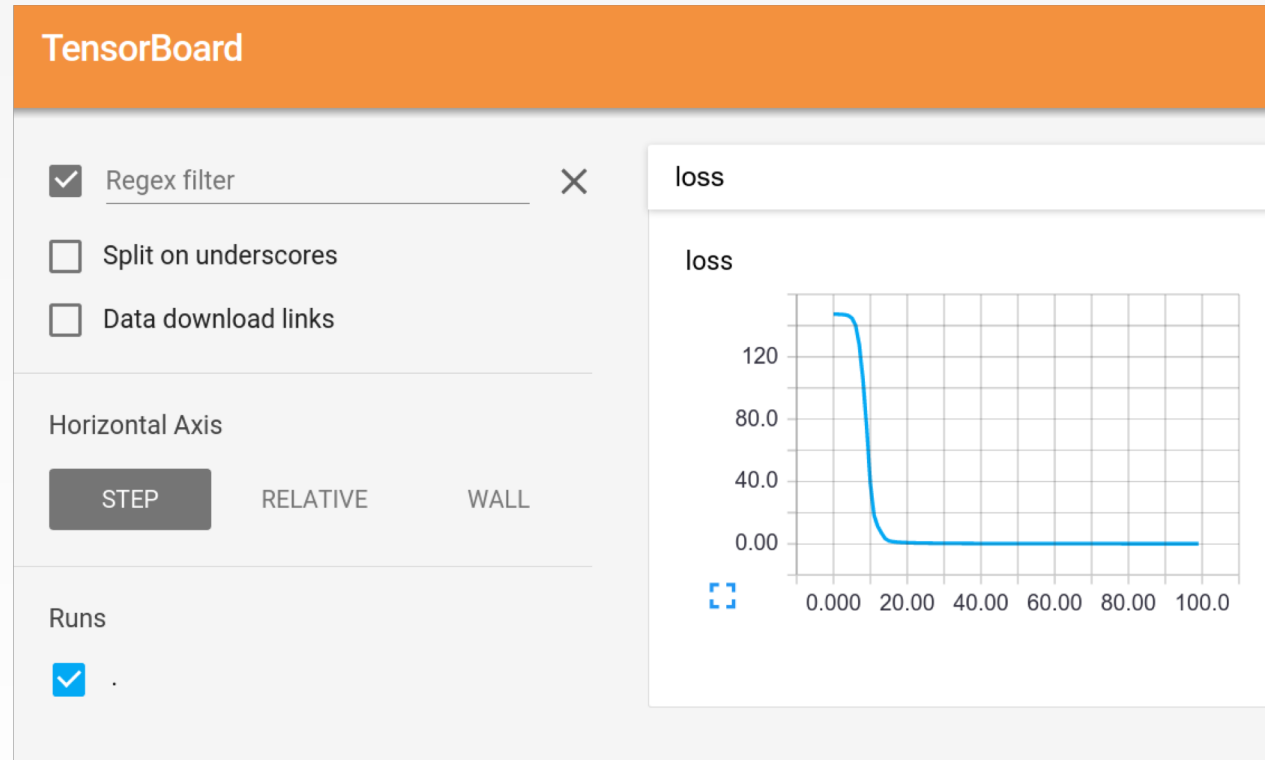 TensorBoard
Regex filter
Split on underscores
Data download links
Horizontal Axis
STEP RELATIVE WALL
Runs
.
loss
loss
120
80.0
40.0
0.00
0.000 20.00 40.00 60.00 80.00 100.0